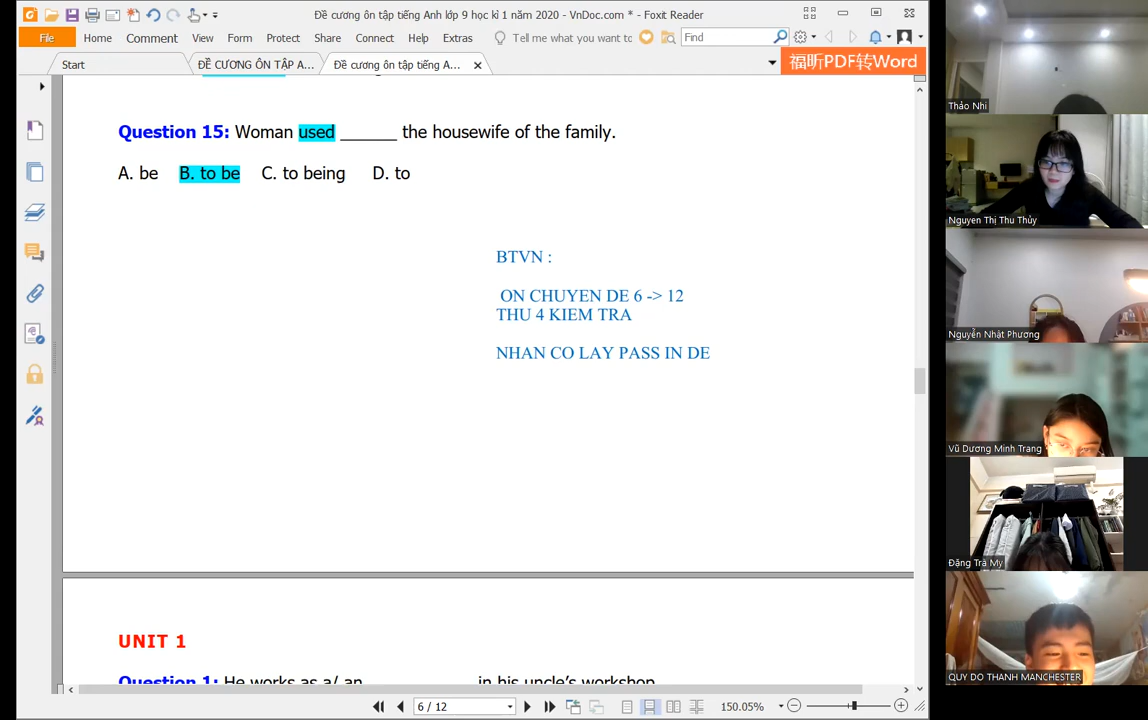 Đề cương ôn tập tiếng Anh lớp 9 học kì 1 năm 2020 - VnDoc.com * - Foxit Reader
File Home Comment View Form Protect Share Connect Help Extras Tell me what you want to Find
Start ĐỀ CƯƠNG ÔN TẬP A... Đề cương ôn tập tiếng A... 福昕PDF转Word
Question 15: Woman used ______ the housewife of the family.
A. be B. to be C. to being D. to
BTVN :
ON CHUYEN DE 6 -> 12
THU 4 KIEM TRA
NHAN CO LAY PASS IN DE
UNIT 1
Question 1: He works as a/ an __________ in his uncle's workshop.
6 / 12 150.05%
Thảo Nhi
Nguyen Thị Thu Thủy
Nguyễn Nhật Phương
Vũ Dương Minh Trang
Đặng Trà My
QUY DO THANH MANCHESTER